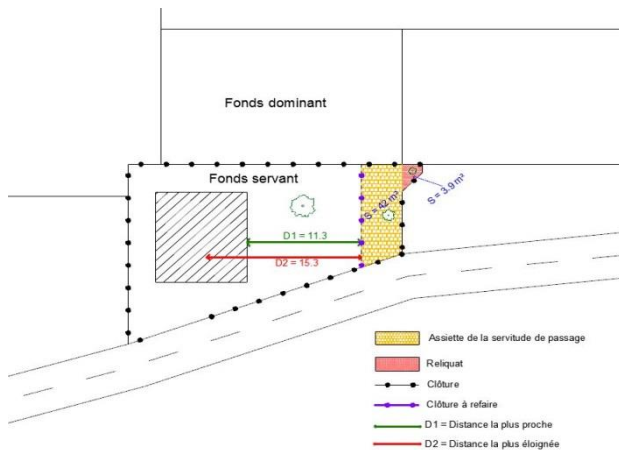 Fonds dominant
Fonds servant
S = 42 m²
S = 3.9 m²
D1 = 11.3
D2 = 15.3
Assiette de la servitude de passage
Reliquat
Clôture
Clôture à refaire
D1 = Distance la plus proche
D2 = Distance la plus éloignée